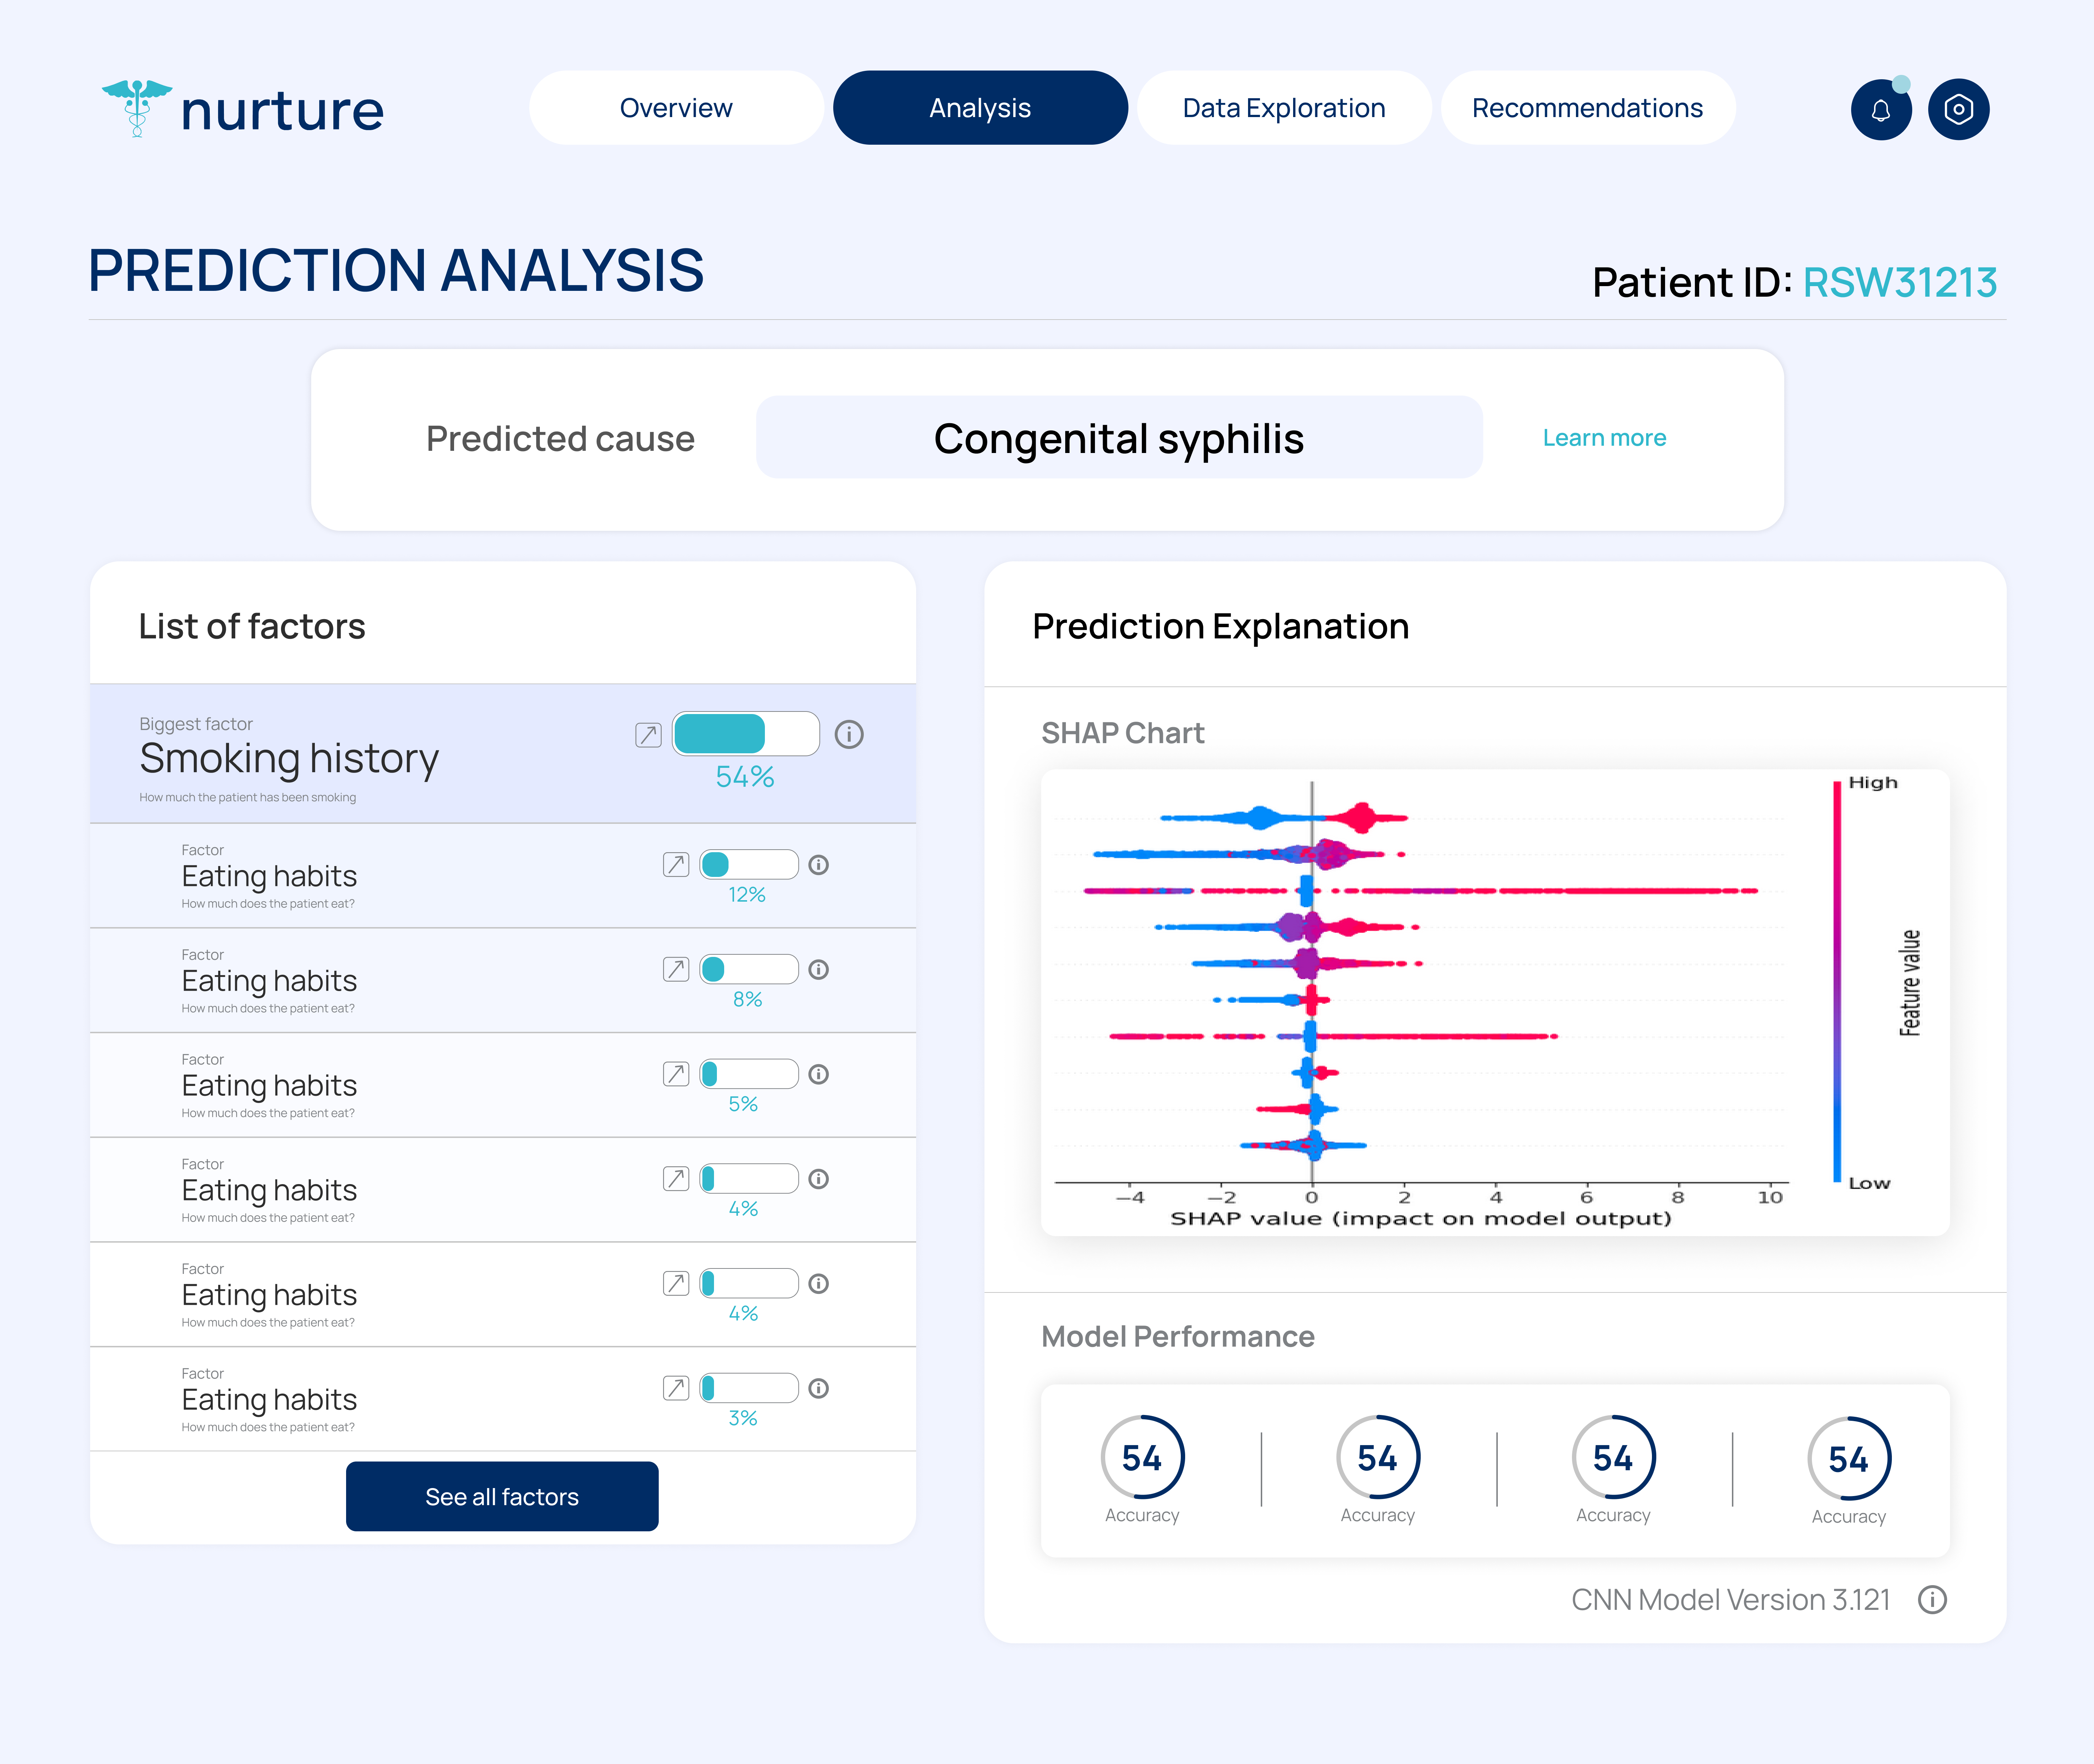 nurture
Overview
Analysis
Data Exploration
Recommendations
PREDICTION ANALYSIS
Patient ID: RSW31213
Predicted cause
Congenital syphilis
Learn more
List of factors
Biggest factor
Smoking history
How much the patient has been smoking
54%
Factor
Eating habits
How much does the patient eat?
12%
Factor
Eating habits
How much does the patient eat?
8%
Factor
Eating habits
How much does the patient eat?
5%
Factor
Eating habits
How much does the patient eat?
4%
Factor
Eating habits
How much does the patient eat?
4%
Factor
Eating habits
How much does the patient eat?
3%
See all factors
Prediction Explanation
SHAP Chart
High
Feature value
Low
−4 −2 0 2 4 6 8 10
SHAP value (impact on model output)
Model Performance
54 54 54 54
Accuracy Accuracy Accuracy Accuracy
CNN Model Version 3.121